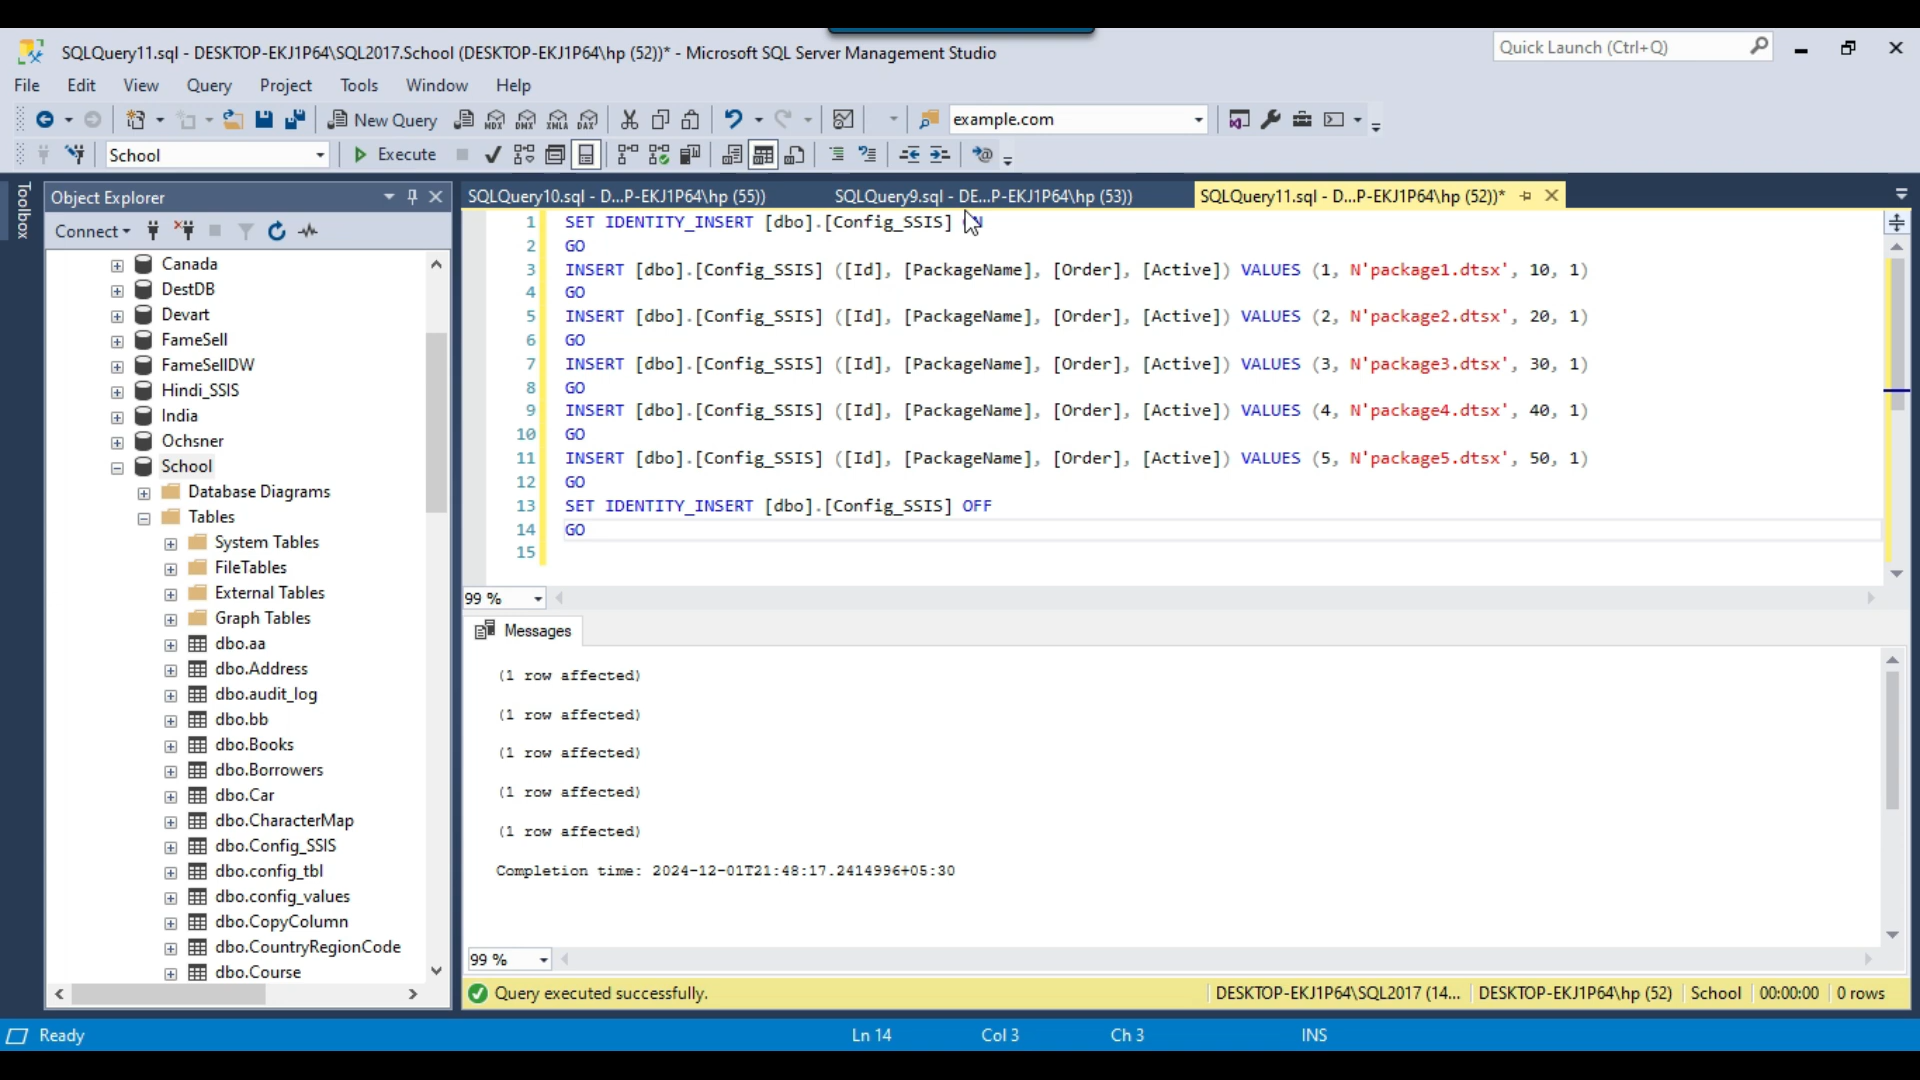 SQLQuery11.sql - DESKTOP-EKJ1P64\SQL2017.School (DESKTOP-EKJ1P64\hp (52))* - Microsoft SQL Server Management Studio
Quick Launch (Ctrl+Q)
File Edit View Query Project Tools Window Help
New Query
MDX DMX XMLA DAX
example.com
School
Execute
Toolbox
Object Explorer
SQLQuery10.sql - D...P-EKJ1P64\hp (55))
SQLQuery9.sql - DE...P-EKJ1P64\hp (53))
SQLQuery11.sql - D...P-EKJ1P64\hp (52))*
Connect
Canada
DestDB
Devart
FameSell
FameSellDW
Hindi_SSIS
India
Ochsner
School
Database Diagrams
Tables
System Tables
FileTables
External Tables
Graph Tables
dbo.aa
dbo.Address
dbo.audit_log
dbo.bb
dbo.Books
dbo.Borrowers
dbo.Car
dbo.CharacterMap
dbo.Config_SSIS
dbo.config_tbl
dbo.config_values
dbo.CopyColumn
dbo.CountryRegionCode
dbo.Course
1 SET IDENTITY_INSERT [dbo].[Config_SSIS] ON
2 GO
3 INSERT [dbo].[Config_SSIS] ([Id], [PackageName], [Order], [Active]) VALUES (1, N'package1.dtsx', 10, 1)
4 GO
5 INSERT [dbo].[Config_SSIS] ([Id], [PackageName], [Order], [Active]) VALUES (2, N'package2.dtsx', 20, 1)
6 GO
7 INSERT [dbo].[Config_SSIS] ([Id], [PackageName], [Order], [Active]) VALUES (3, N'package3.dtsx', 30, 1)
8 GO
9 INSERT [dbo].[Config_SSIS] ([Id], [PackageName], [Order], [Active]) VALUES (4, N'package4.dtsx', 40, 1)
10 GO
11 INSERT [dbo].[Config_SSIS] ([Id], [PackageName], [Order], [Active]) VALUES (5, N'package5.dtsx', 50, 1)
12 GO
13 SET IDENTITY_INSERT [dbo].[Config_SSIS] OFF
14 GO
15
99 %
Messages
(1 row affected)
(1 row affected)
(1 row affected)
(1 row affected)
(1 row affected)
Completion time: 2024-12-01T21:48:17.2414996+05:30
99 %
Query executed successfully.
DESKTOP-EKJ1P64\SQL2017 (14... DESKTOP-EKJ1P64\hp (52) School 00:00:00 0 rows
Ready
Ln 14 Col 3 Ch 3 INS